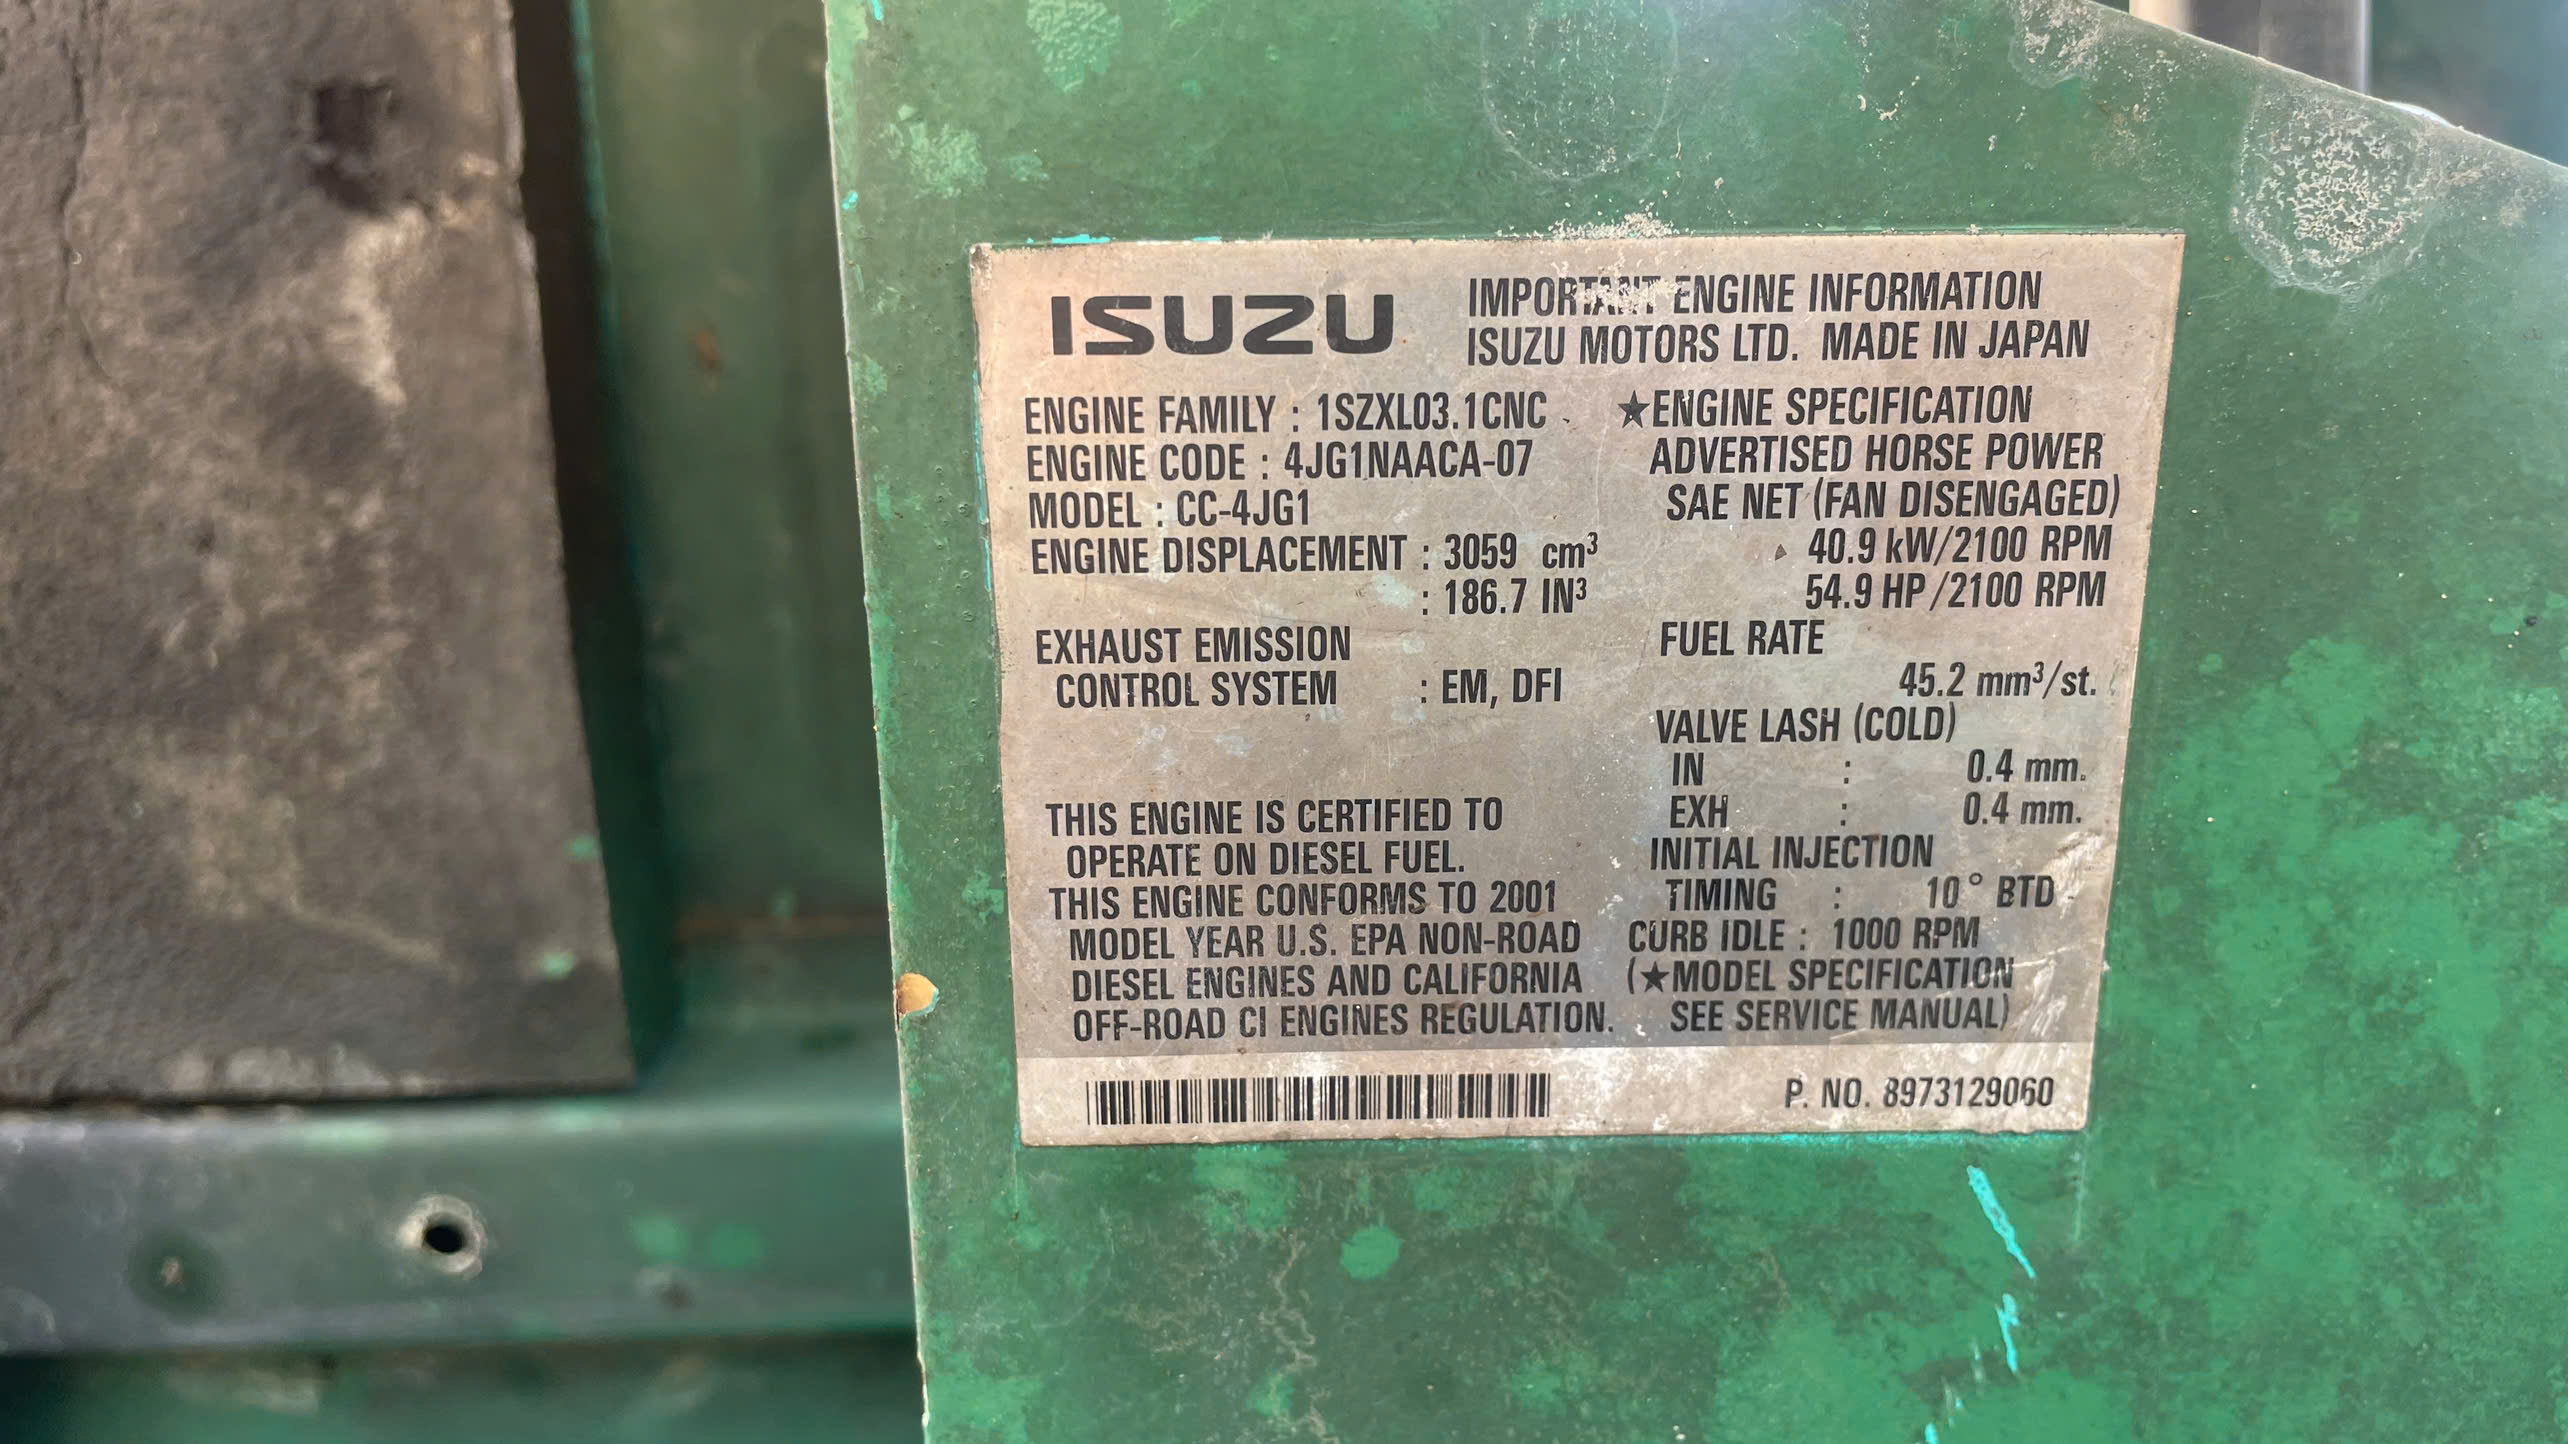 ISUZU
IMPORTANT ENGINE INFORMATION
ISUZU MOTORS LTD. MADE IN JAPAN
ENGINE FAMILY : 1SZXL03.1CNC
ENGINE CODE : 4JG1NAACA-07
MODEL : CC-4JG1
ENGINE DISPLACEMENT : 3059 cm³
: 186.7 IN³
EXHAUST EMISSION
CONTROL SYSTEM : EM, DFI
THIS ENGINE IS CERTIFIED TO
OPERATE ON DIESEL FUEL.
THIS ENGINE CONFORMS TO 2001
MODEL YEAR U.S. EPA NON-ROAD
DIESEL ENGINES AND CALIFORNIA
OFF-ROAD CI ENGINES REGULATION.
★ENGINE SPECIFICATION
ADVERTISED HORSE POWER
SAE NET (FAN DISENGAGED)
40.9 kW/2100 RPM
54.9 HP/2100 RPM
FUEL RATE
45.2 mm³/st.
VALVE LASH (COLD)
IN : 0.4 mm.
EXH : 0.4 mm.
INITIAL INJECTION
TIMING : 10° BTD
CURB IDLE : 1000 RPM
(★MODEL SPECIFICATION
SEE SERVICE MANUAL)
P. NO. 8973129060